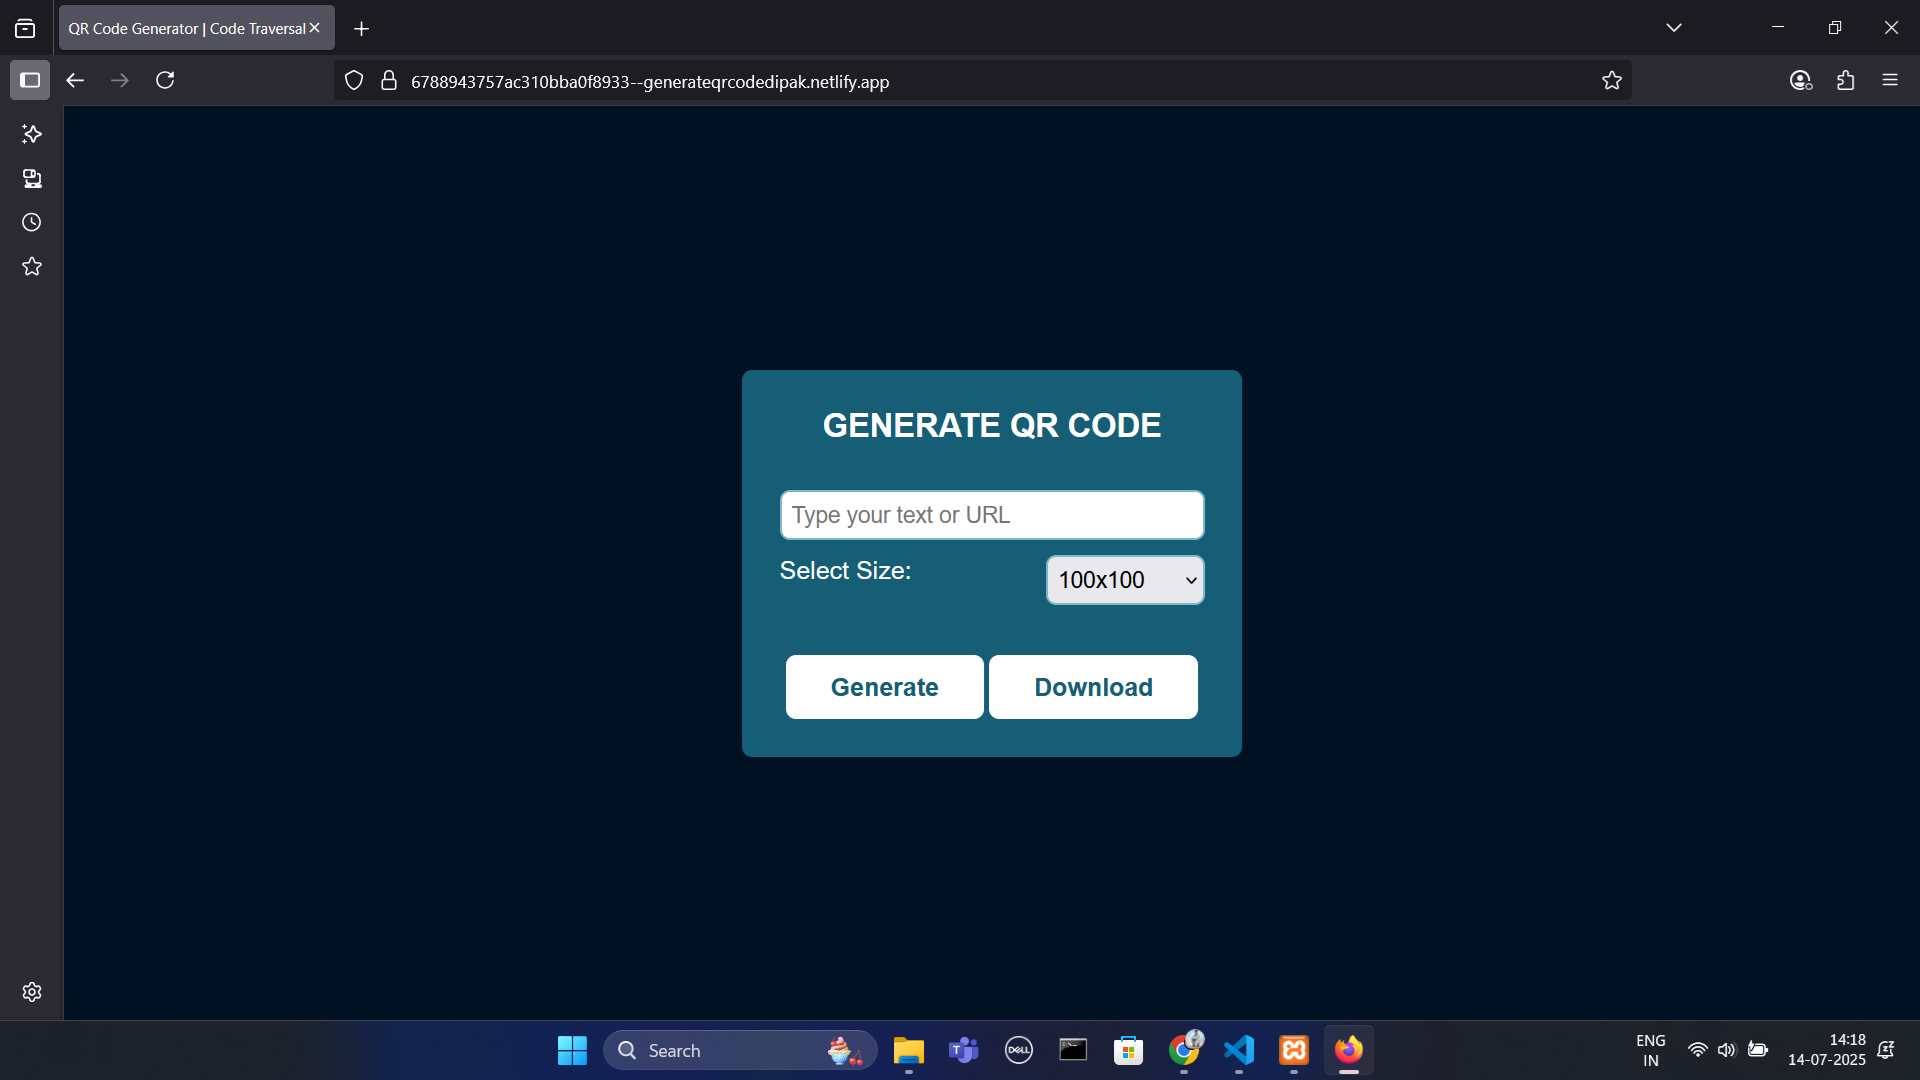 QR Code Generator | Code Traversal
6788943757ac310bba0f8933--generateqrcodedipak.netlify.app
GENERATE QR CODE
Type your text or URL
Select Size:
100x100
Generate
Download
Search
DELL
ENG
IN
14:18
14-07-2025